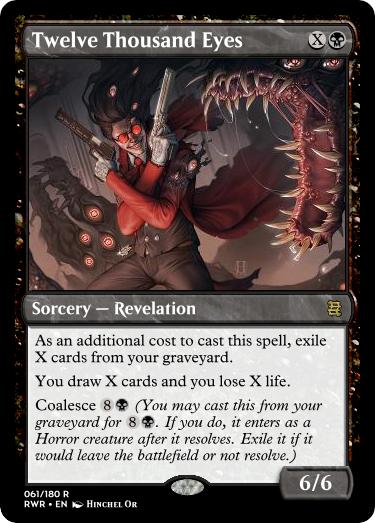 Twelve Thousand Eyes X
Sorcery — Revelation
As an additional cost to cast this spell, exile
X cards from your graveyard.
You draw X cards and you lose X life.
Coalesce 8 (You may cast this from your
graveyard for 8 . If you do, it enters as a
Horror creature after it resolves. Exile it if it
would leave the battlefield or not resolve.)
6/6
061/180 R
RWR • EN HINCHEL OR